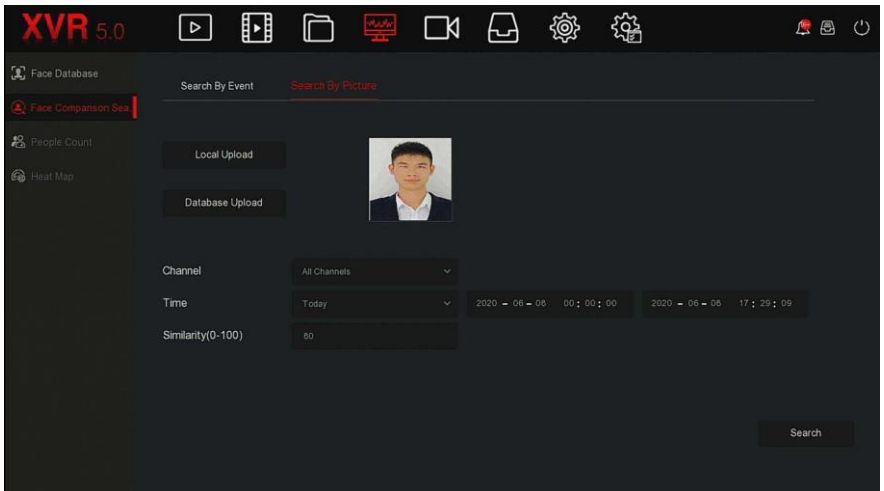 XVR 5.0
Face Database
Face Comparison Sea
People Count
Heat Map
Search By Event
Search By Picture
Local Upload
Database Upload
Channel
All Channels
Time
Today
2020 - 06 - 08 00 : 00 : 00
2020 - 06 - 08 17 : 29 : 09
Similarity(0-100)
80
Search